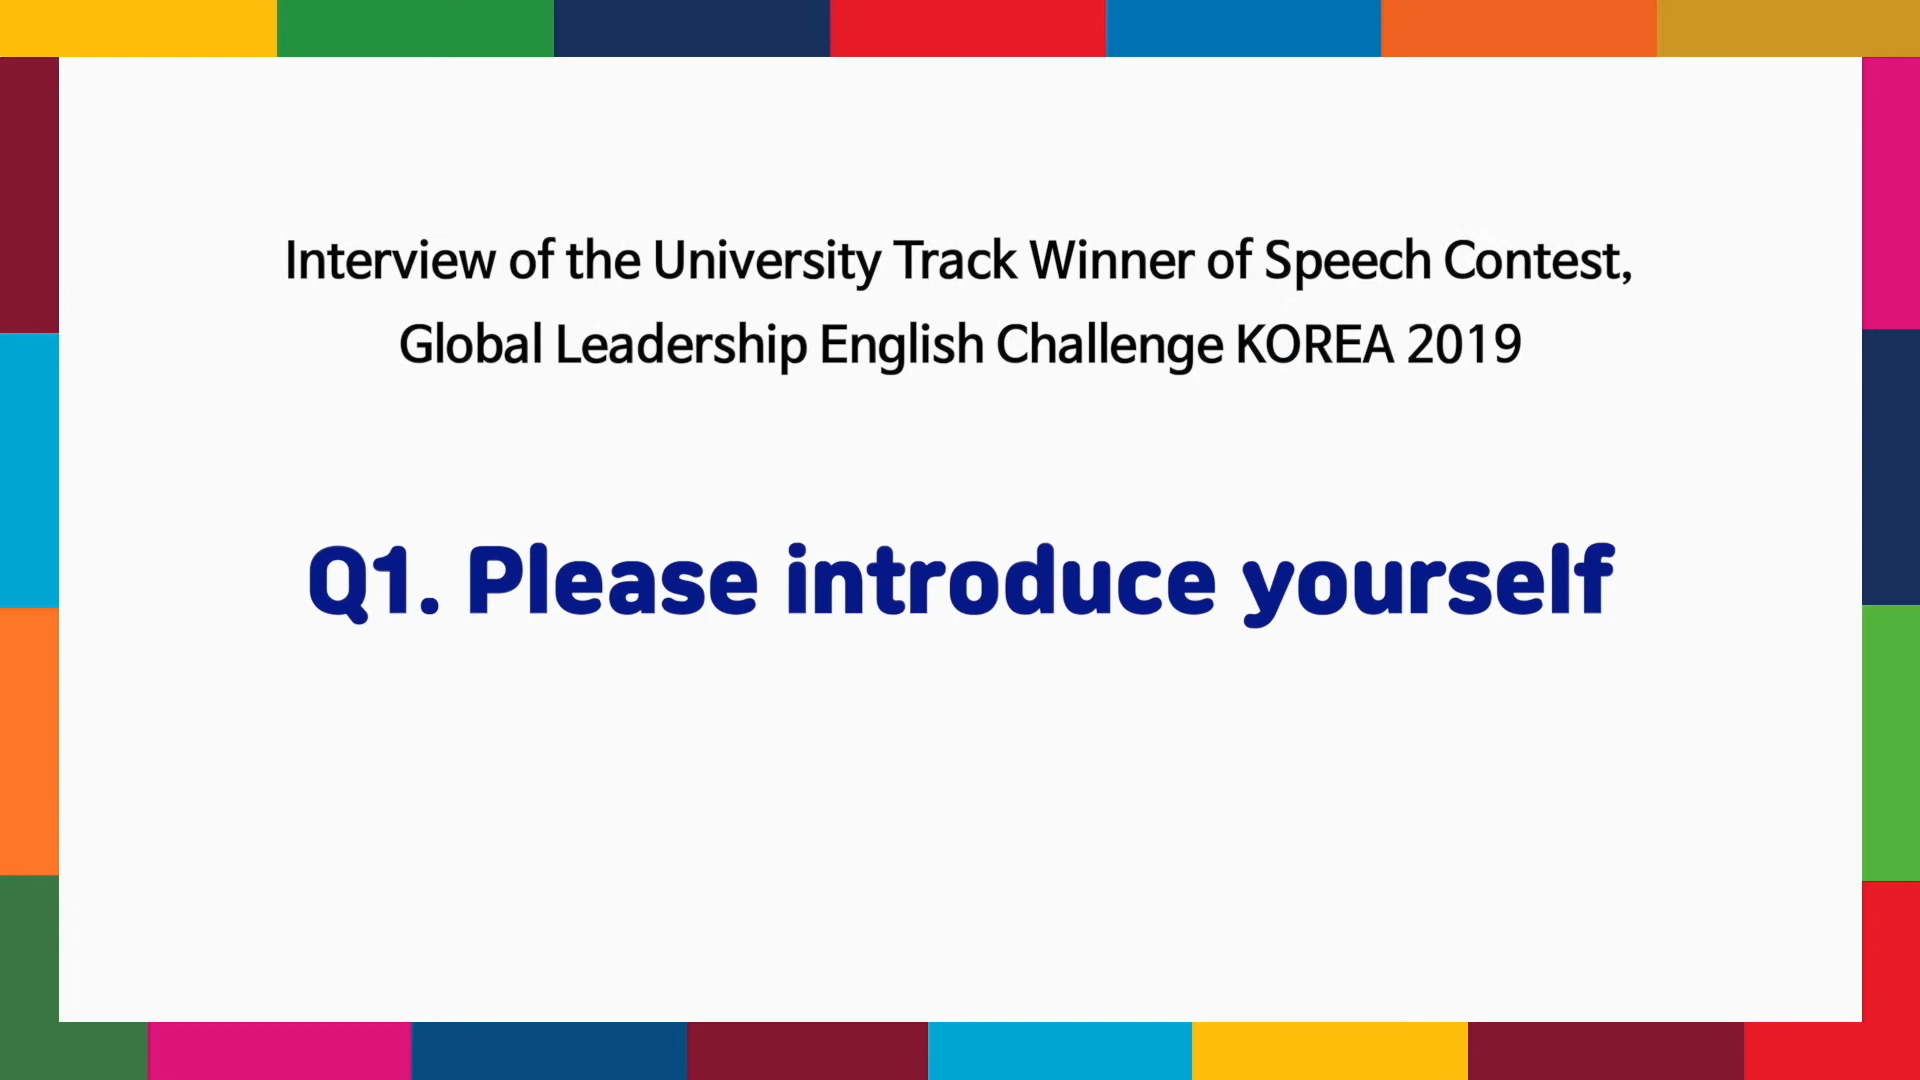 Interview of the University Track Winner of Speech Contest,
Global Leadership English Challenge KOREA 2019
Q1. Please introduce yourself